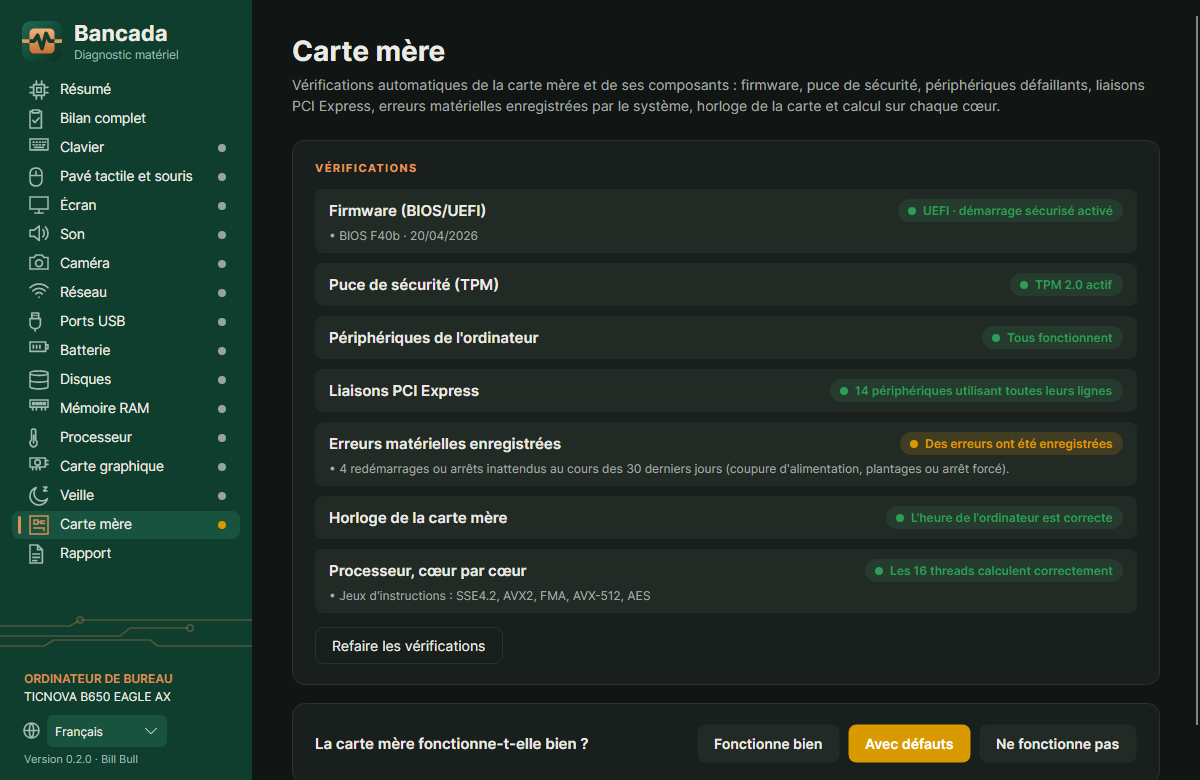 Bancada
Diagnostic matériel
Résumé
Bilan complet
Clavier
Pavé tactile et souris
Écran
Son
Caméra
Réseau
Ports USB
Batterie
Disques
Mémoire RAM
Processeur
Carte graphique
Veille
Carte mère
Rapport
ORDINATEUR DE BUREAU
TICNOVA B650 EAGLE AX
Français
Version 0.2.0 · Bill Bull
Carte mère
Vérifications automatiques de la carte mère et de ses composants : firmware, puce de sécurité, périphériques défaillants, liaisons
PCI Express, erreurs matérielles enregistrées par le système, horloge de la carte et calcul sur chaque cœur.
VÉRIFICATIONS
Firmware (BIOS/UEFI)
UEFI · démarrage sécurisé activé
• BIOS F40b · 20/04/2026
Puce de sécurité (TPM)
TPM 2.0 actif
Périphériques de l'ordinateur
Tous fonctionnent
Liaisons PCI Express
14 périphériques utilisant toutes leurs lignes
Erreurs matérielles enregistrées
Des erreurs ont été enregistrées
• 4 redémarrages ou arrêts inattendus au cours des 30 derniers jours (coupure d'alimentation, plantages ou arrêt forcé).
Horloge de la carte mère
L'heure de l'ordinateur est correcte
Processeur, cœur par cœur
Les 16 threads calculent correctement
• Jeux d'instructions : SSE4.2, AVX2, FMA, AVX-512, AES
Refaire les vérifications
La carte mère fonctionne-t-elle bien ?
Fonctionne bien
Avec défauts
Ne fonctionne pas